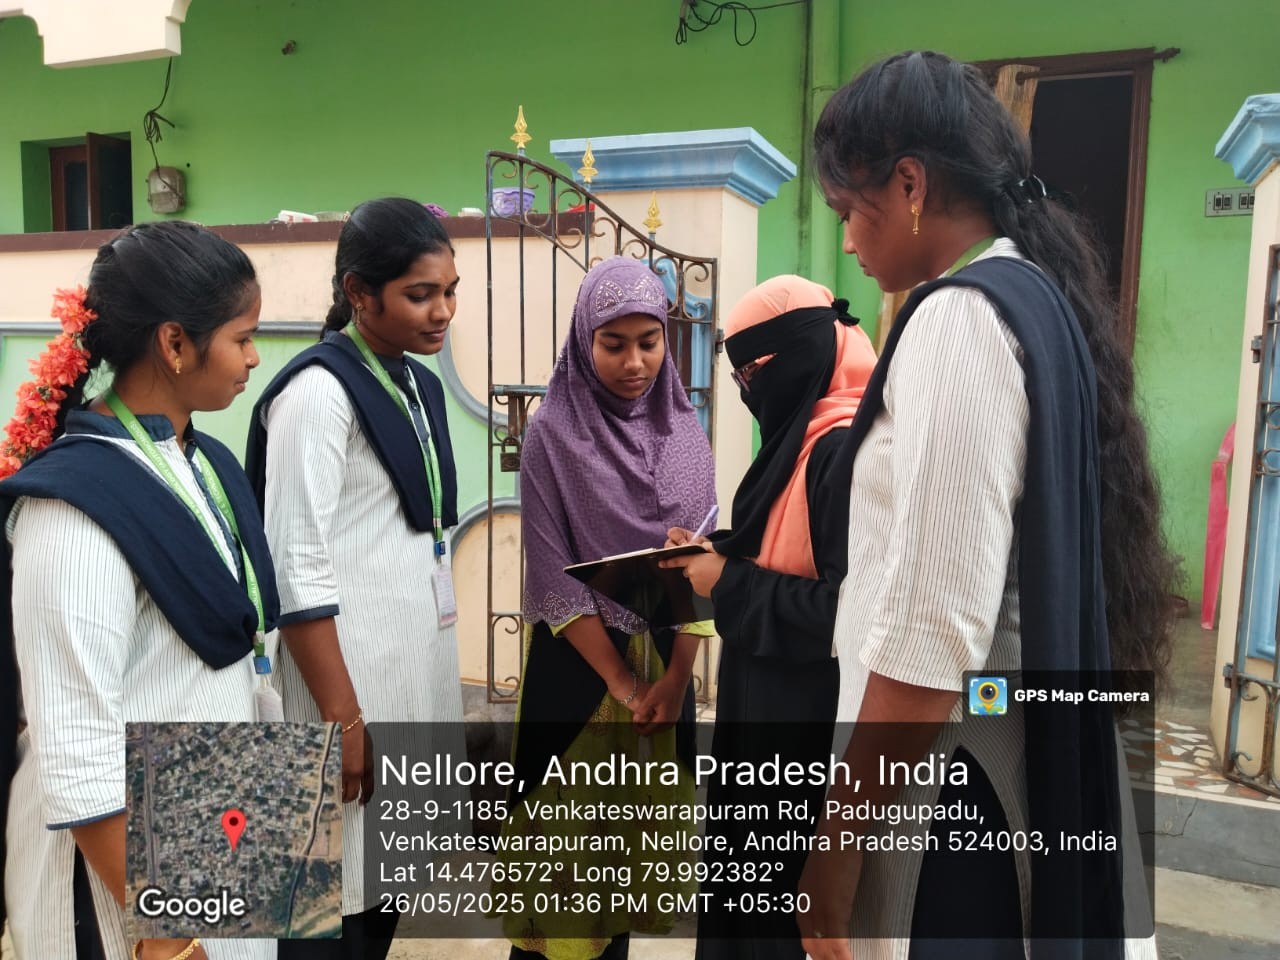 GPS Map Camera
Nellore, Andhra Pradesh, India
28-9-1185, Venkateswarapuram Rd, Padugupadu,
Venkateswarapuram, Nellore, Andhra Pradesh 524003, India
Lat 14.476572° Long 79.992382°
26/05/2025 01:36 PM GMT +05:30
Google